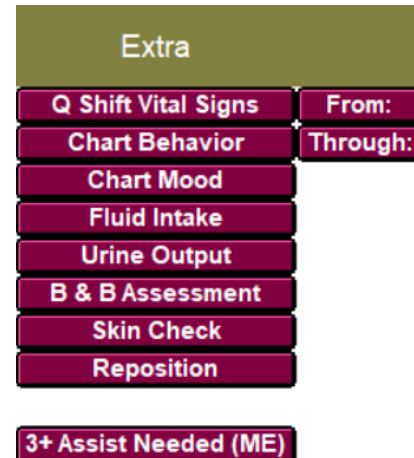 Extra
Q Shift Vital Signs From:
Chart Behavior Through:
Chart Mood
Fluid Intake
Urine Output
B & B Assessment
Skin Check
Reposition
3+ Assist Needed (ME)